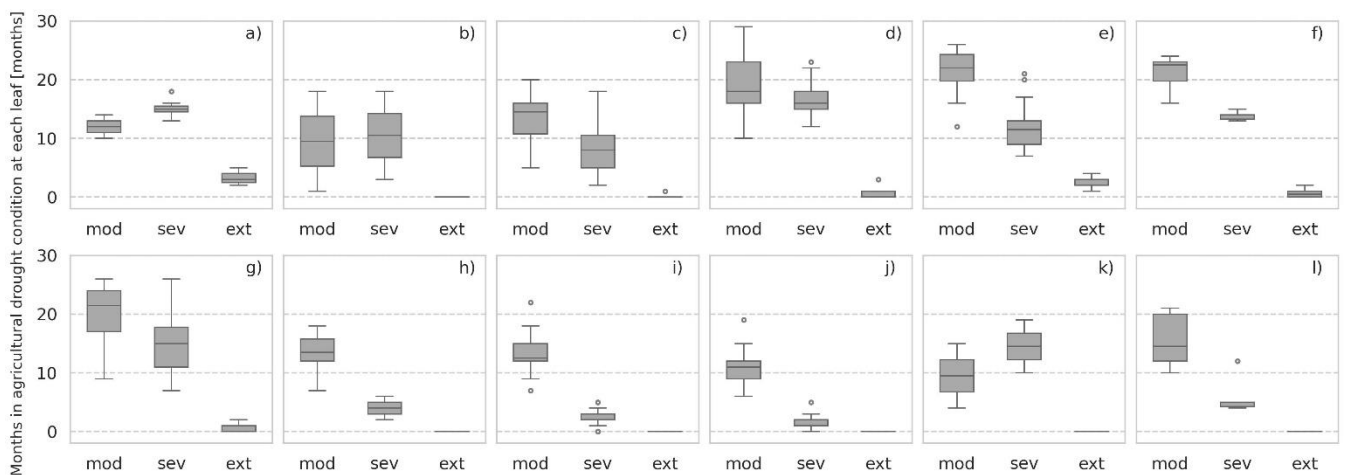 Months in agricultural drought condition at each leaf [months]
30
20
10
0
a) b) c) d) e) f)
mod sev ext mod sev ext mod sev ext mod sev ext mod sev ext mod sev ext
30
20
10
0
g) h) i) j) k) l)
mod sev ext mod sev ext mod sev ext mod sev ext mod sev ext mod sev ext